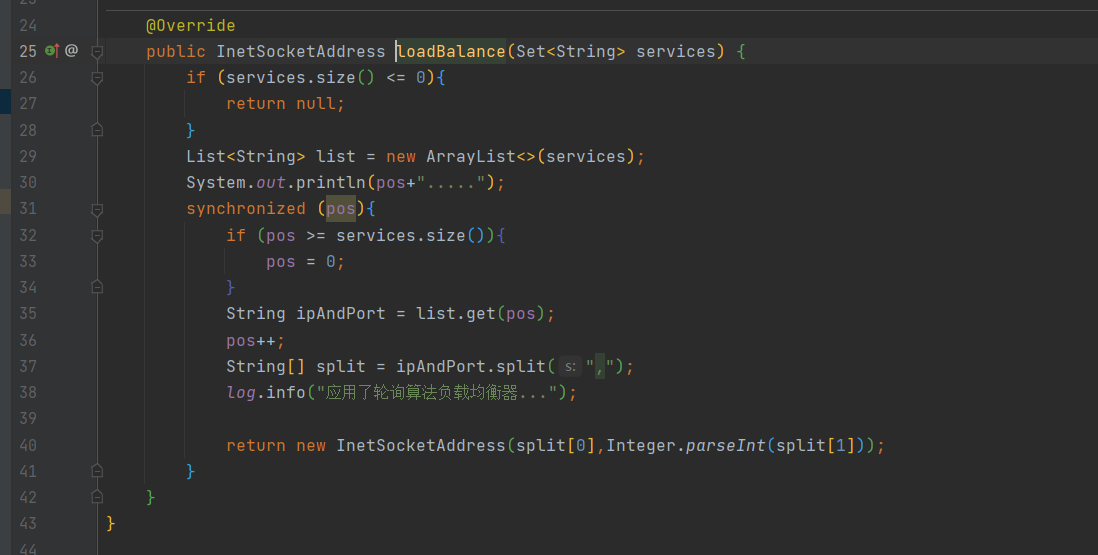 24 @Override
25 @ public InetSocketAddress loadBalance(Set<String> services) {
26 if (services.size() <= 0){
27 return null;
28 }
29 List<String> list = new ArrayList<>(services);
30 System.out.println(pos+".....");
31 synchronized (pos){
32 if (pos >= services.size()){
33 pos = 0;
34 }
35 String ipAndPort = list.get(pos);
36 pos++;
37 String[] split = ipAndPort.split( s: ",");
38 log.info("应用了轮询算法负载均衡器...");
39
40 return new InetSocketAddress(split[0],Integer.parseInt(split[1]));
41 }
42 }
43 }
44